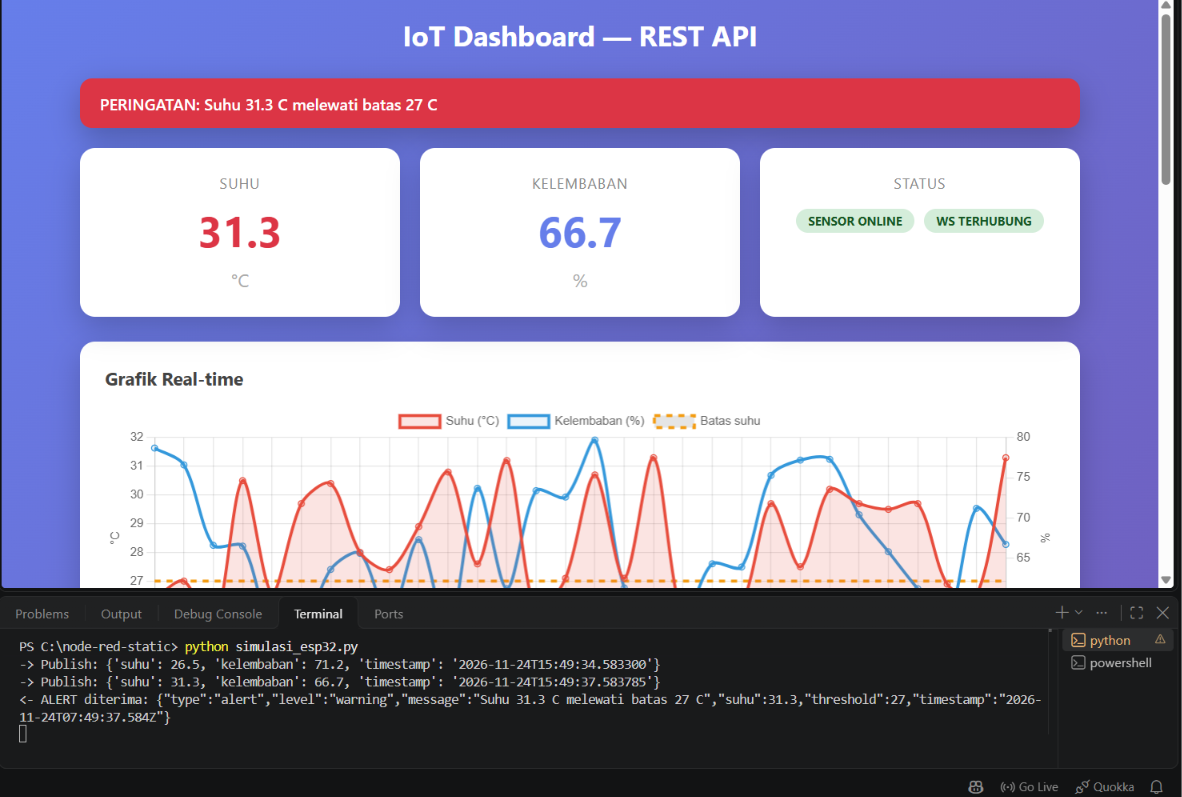 IoT Dashboard — REST API
PERINGATAN: Suhu 31.3 C melewati batas 27 C
SUHU
31.3
°C
KELEMBABAN
66.7
%
STATUS
SENSOR ONLINE WS TERHUBUNG
Grafik Real-time
Suhu (°C) Kelembaban (%) Batas suhu
32
31
30
29
28
27
°C
80
75
70
65
%
Problems Output Debug Console Terminal Ports
PS C:\node-red-static> python simulasi_esp32.py
-> Publish: {'suhu': 26.5, 'kelembaban': 71.2, 'timestamp': '2026-11-24T15:49:34.583300'}
-> Publish: {'suhu': 31.3, 'kelembaban': 66.7, 'timestamp': '2026-11-24T15:49:37.583785'}
<- ALERT diterima: {"type":"alert","level":"warning","message":"Suhu 31.3 C melewati batas 27 C","suhu":31.3,"threshold":27,"timestamp":"2026-
11-24T07:49:37.584Z"}
python
powershell
Go Live Quokka